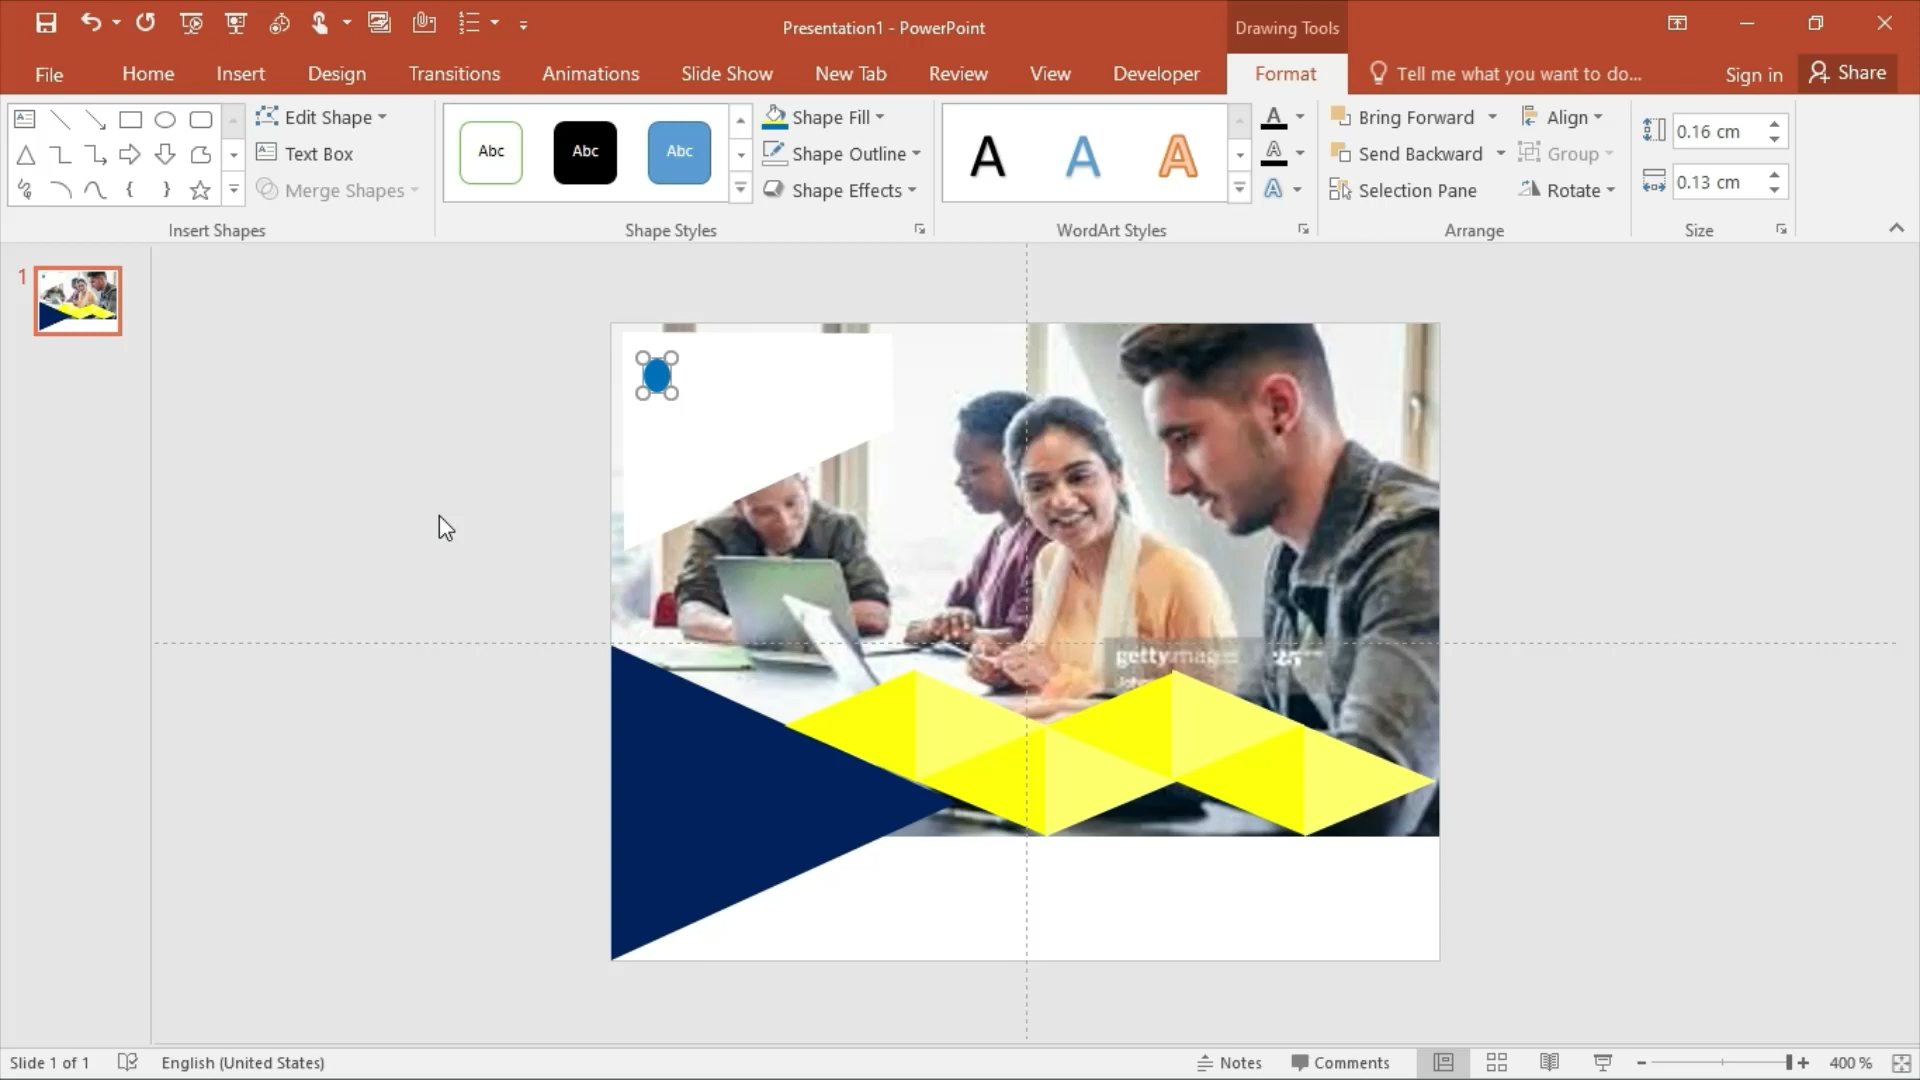 Presentation1 - PowerPoint
Drawing Tools
File
Home
Insert
Design
Transitions
Animations
Slide Show
New Tab
Review
View
Developer
Format
Tell me what you want to do...
Sign in
Share
Edit Shape
Text Box
Merge Shapes
Insert Shapes
Abc
Abc
Abc
Shape Fill
Shape Outline
Shape Effects
Shape Styles
A
A
A
A
A
A
WordArt Styles
Bring Forward
Send Backward
Selection Pane
Align
Group
Rotate
Arrange
0.16 cm
0.13 cm
Size
1
gettyimages
Slide 1 of 1
English (United States)
Notes
Comments
400 %